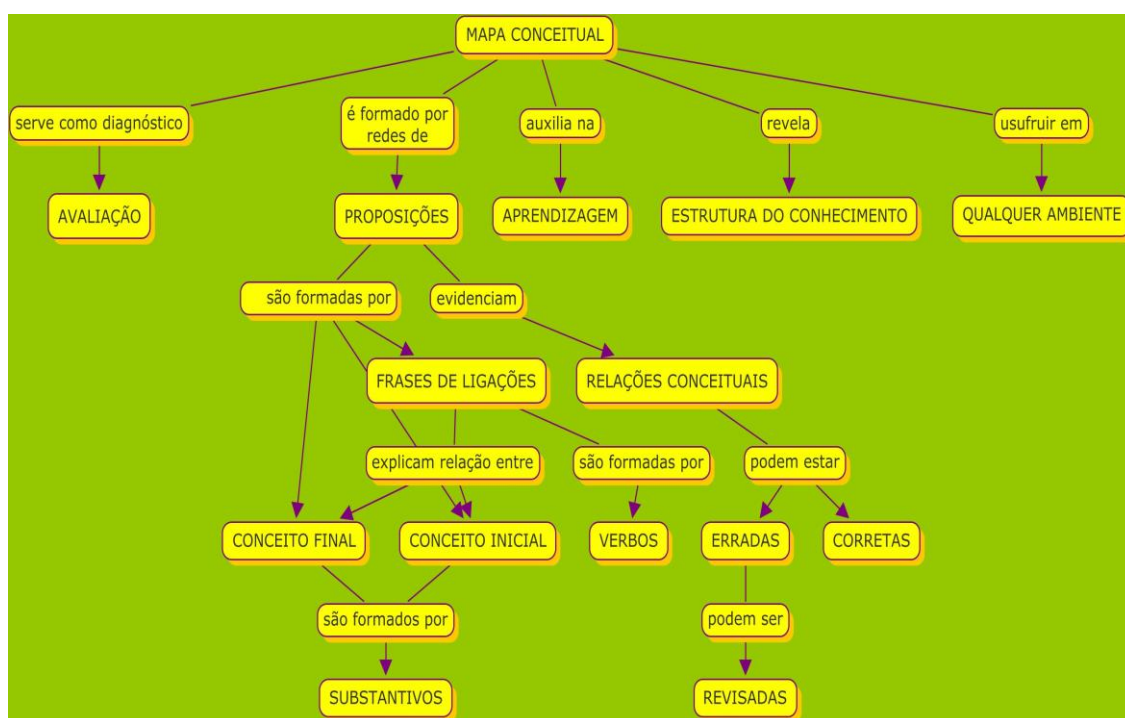 MAPA CONCEITUAL
serve como diagnóstico
é formado por
redes de
auxilia na
revela
usufruir em
AVALIAÇÃO
PROPOSIÇÕES
APRENDIZAGEM
ESTRUTURA DO CONHECIMENTO
QUALQUER AMBIENTE
são formadas por
evidenciam
FRASES DE LIGAÇÕES
RELAÇÕES CONCEITUAIS
explicam relação entre
são formadas por
podem estar
CONCEITO FINAL
CONCEITO INICIAL
VERBOS
ERRADAS
CORRETAS
são formados por
podem ser
SUBSTANTIVOS
REVISADAS